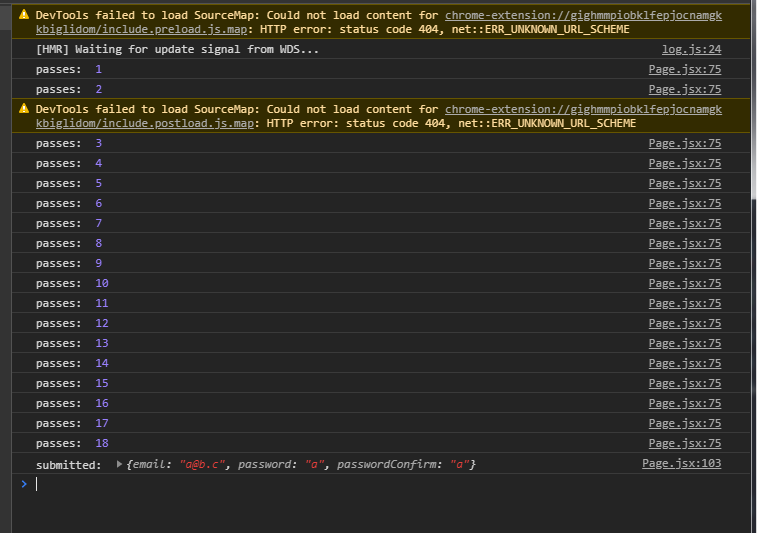 DevTools failed to load SourceMap: Could not load content for chrome-extension://gighmmpiobklfepjocnamgk
kbiglidom/include.preload.js.map: HTTP error: status code 404, net::ERR_UNKNOWN_URL_SCHEME
[HMR] Waiting for update signal from WDS... log.js:24
passes: 1 Page.jsx:75
passes: 2 Page.jsx:75
DevTools failed to load SourceMap: Could not load content for chrome-extension://gighmmpiobklfepjocnamgk
kbiglidom/include.postload.js.map: HTTP error: status code 404, net::ERR_UNKNOWN_URL_SCHEME
passes: 3 Page.jsx:75
passes: 4 Page.jsx:75
passes: 5 Page.jsx:75
passes: 6 Page.jsx:75
passes: 7 Page.jsx:75
passes: 8 Page.jsx:75
passes: 9 Page.jsx:75
passes: 10 Page.jsx:75
passes: 11 Page.jsx:75
passes: 12 Page.jsx:75
passes: 13 Page.jsx:75
passes: 14 Page.jsx:75
passes: 15 Page.jsx:75
passes: 16 Page.jsx:75
passes: 17 Page.jsx:75
passes: 18 Page.jsx:75
submitted: {email: "a@b.c", password: "a", passwordConfirm: "a"} Page.jsx:103